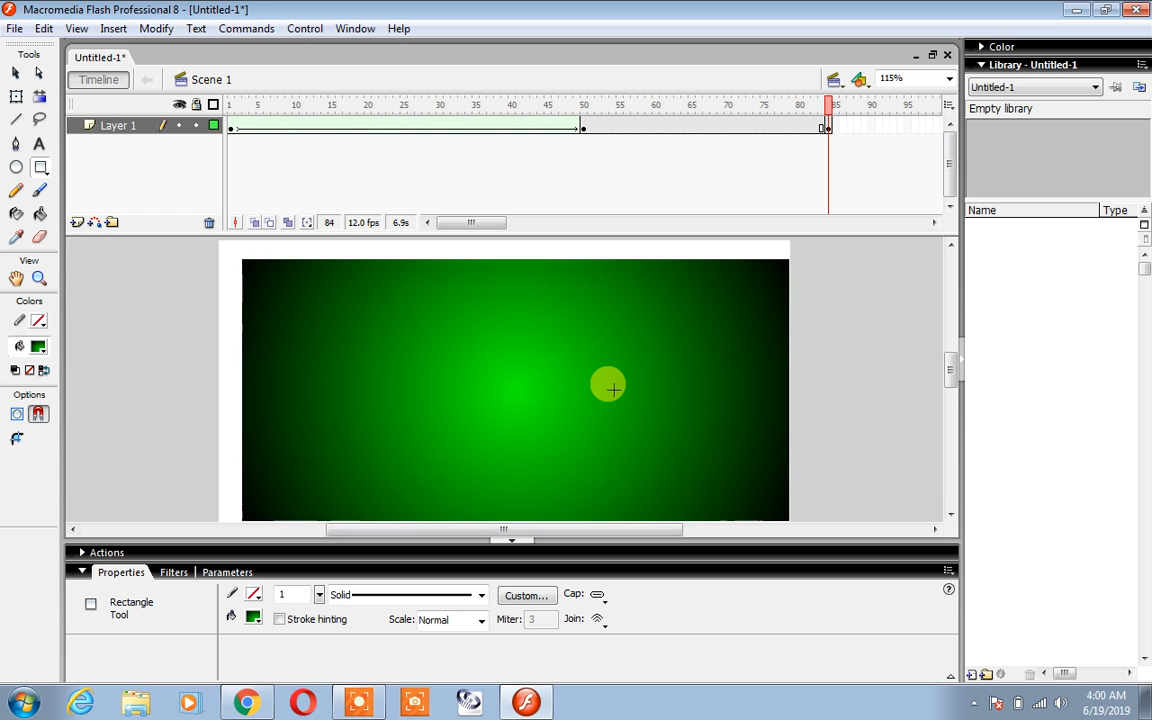 Macromedia Flash Professional 8 - [Untitled-1*]
File Edit View Insert Modify Text Commands Control Window Help
Tools
Untitled-1*
Timeline
Scene 1
115%
1 5 10 15 20 25 30 35 40 45 50 55 60 65 70 75 80 85 90 95
Layer 1
84 12.0 fps 6.9s
View
Colors
Options
Color
Library - Untitled-1
Untitled-1
Empty library
Name Type
Actions
Properties Filters Parameters
Rectangle
Tool
1
Solid
Custom...
Cap:
Stroke hinting
Scale: Normal
Miter: 3
Join:
4:00 AM
6/19/2019